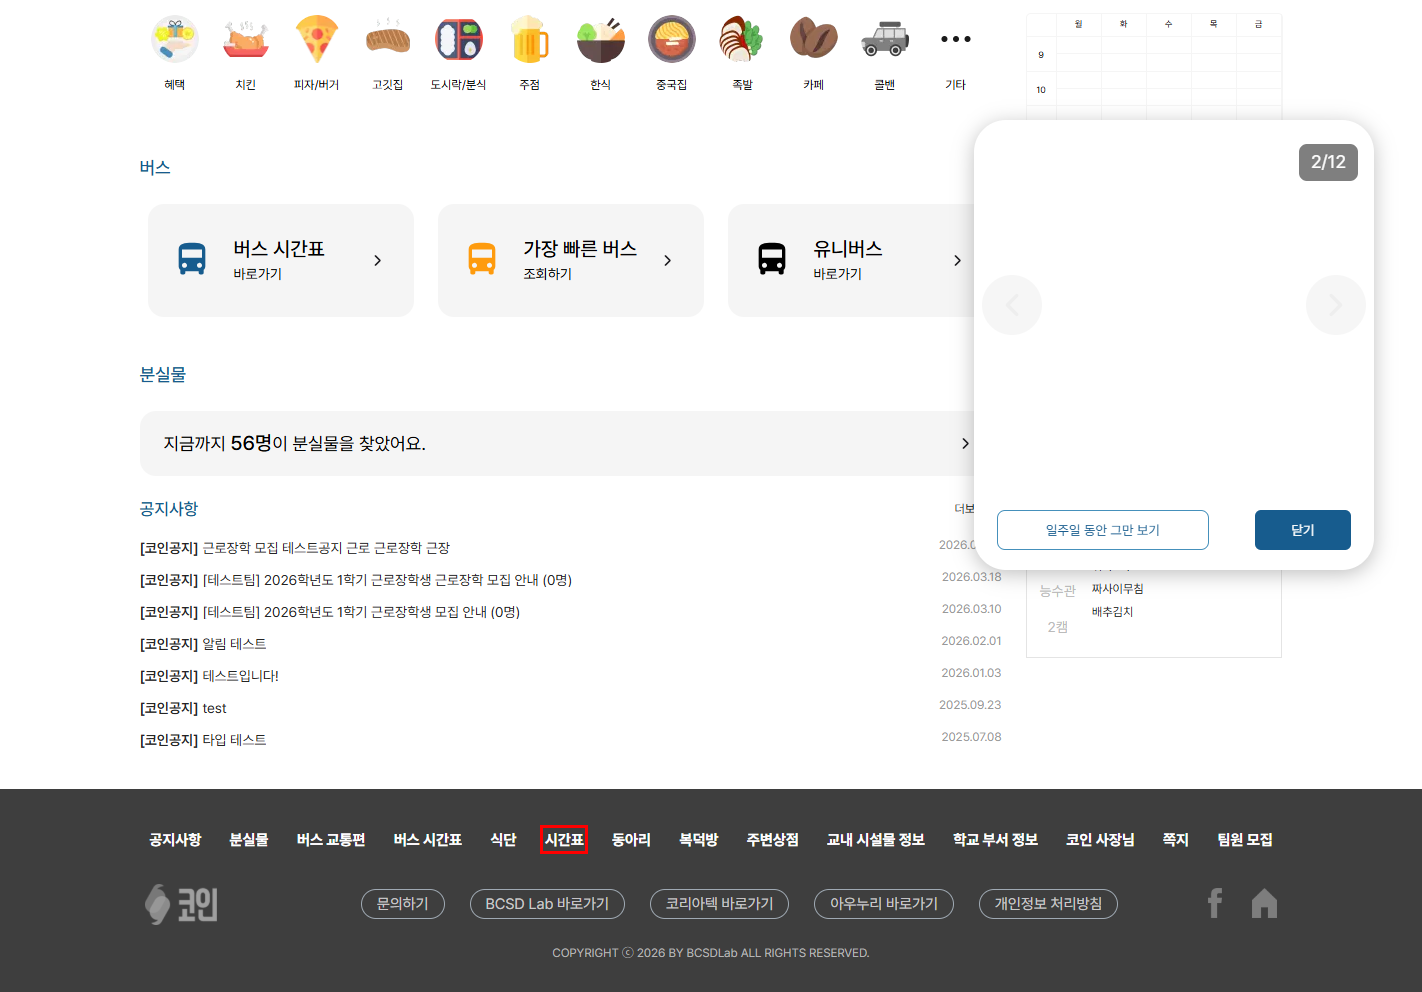 혜택 치킨 피자/버거 고깃집 도시락/분식 주점 한식 중국집 족발 카페 콜밴 기타
월 화 수 목 금
9
10
버스
버스 시간표
바로가기
가장 빠른 버스
조회하기
유니버스
바로가기
2/12
일주일 동안 그만 보기
닫기
분실물
지금까지 56명이 분실물을 찾았어요.
공지사항
[코인공지] 근로장학 모집 테스트공지 근로 근로장학 근장
[코인공지] [테스트팀] 2026학년도 1학기 근로장학생 근로장학 모집 안내 (0명) 2026.03.18
[코인공지] [테스트팀] 2026학년도 1학기 근로장학생 모집 안내 (0명) 2026.03.10
[코인공지] 알림 테스트 2026.02.01
[코인공지] 테스트입니다! 2026.01.03
[코인공지] test 2025.09.23
[코인공지] 타입 테스트 2025.07.08
능수관
2캠
짜사이무침
배추김치
공지사항 분실물 버스 교통편 버스 시간표 식단 시간표 동아리 복덕방 주변상점 교내 시설물 정보 학교 부서 정보 코인 사장님 쪽지 팀원 모집
코인 문의하기 BCSD Lab 바로가기 코리아텍 바로가기 아우누리 바로가기 개인정보 처리방침
COPYRIGHT ⓒ 2026 BY BCSDLab ALL RIGHTS RESERVED.